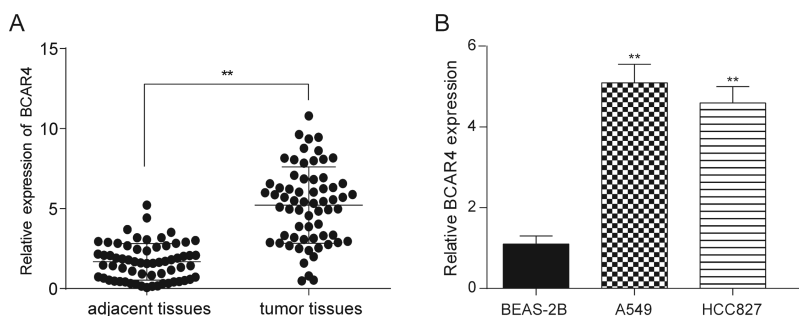 A
Relative expression of BCAR4
15
10
5
0
**
adjacent tissues
tumor tissues
B
Relative BCAR4 expression
6
4
2
0
**
**
BEAS-2B
A549
HCC827